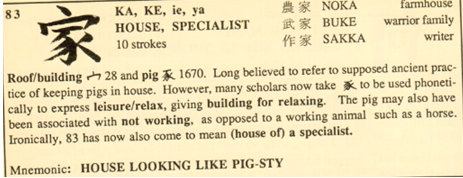 83
家
KA, KE, ie, ya
HOUSE, SPECIALIST
10 strokes
農家 NOKA farmhouse
武家 BUKE warrior family
作家 SAKKA writer
Roof/building 宀 28 and pig 豕 1670. Long believed to refer to supposed ancient prac-
tice of keeping pigs in house. However, many scholars now take 豕 to be used phoneti-
cally to express leisure/relax, giving building for relaxing. The pig may also have
been associated with not working, as opposed to a working animal such as a horse.
Ironically, 83 has now also come to mean (house of) a specialist.
Mnemonic: HOUSE LOOKING LIKE PIG-STY